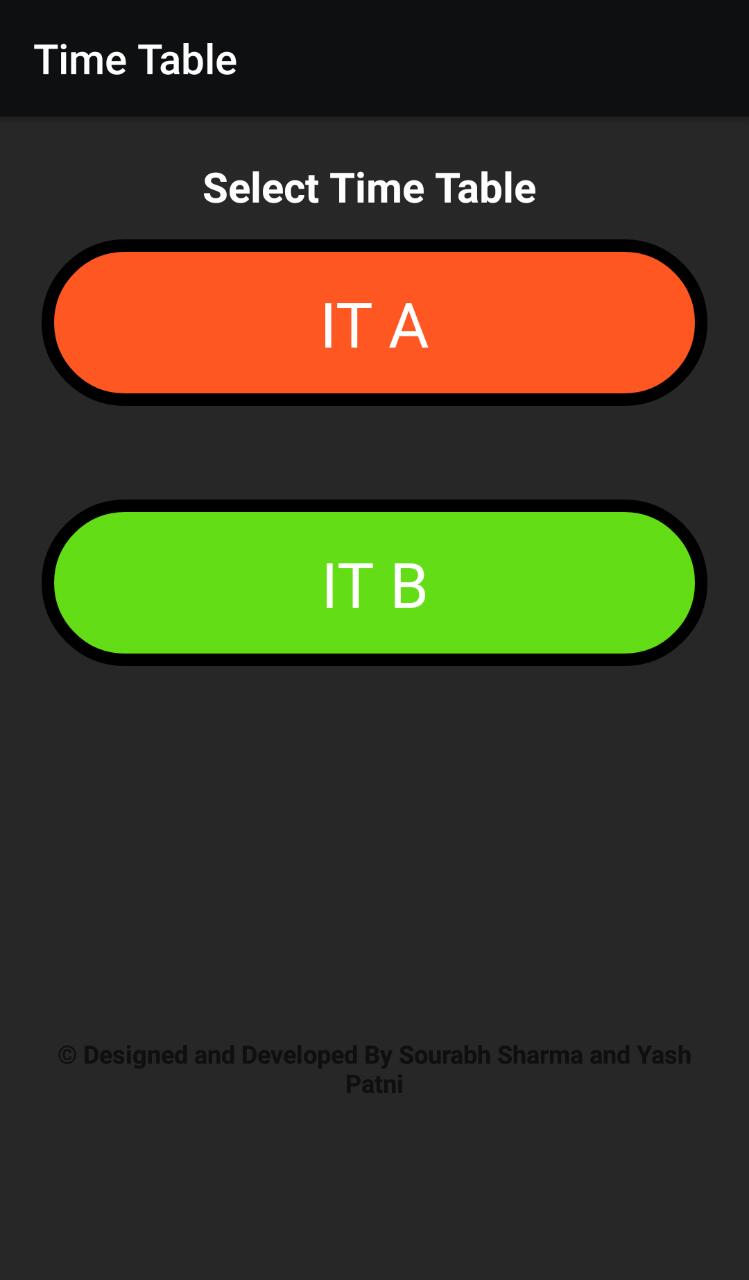 Time Table
Select Time Table
IT A
IT B
© Designed and Developed By Sourabh Sharma and Yash
Patni